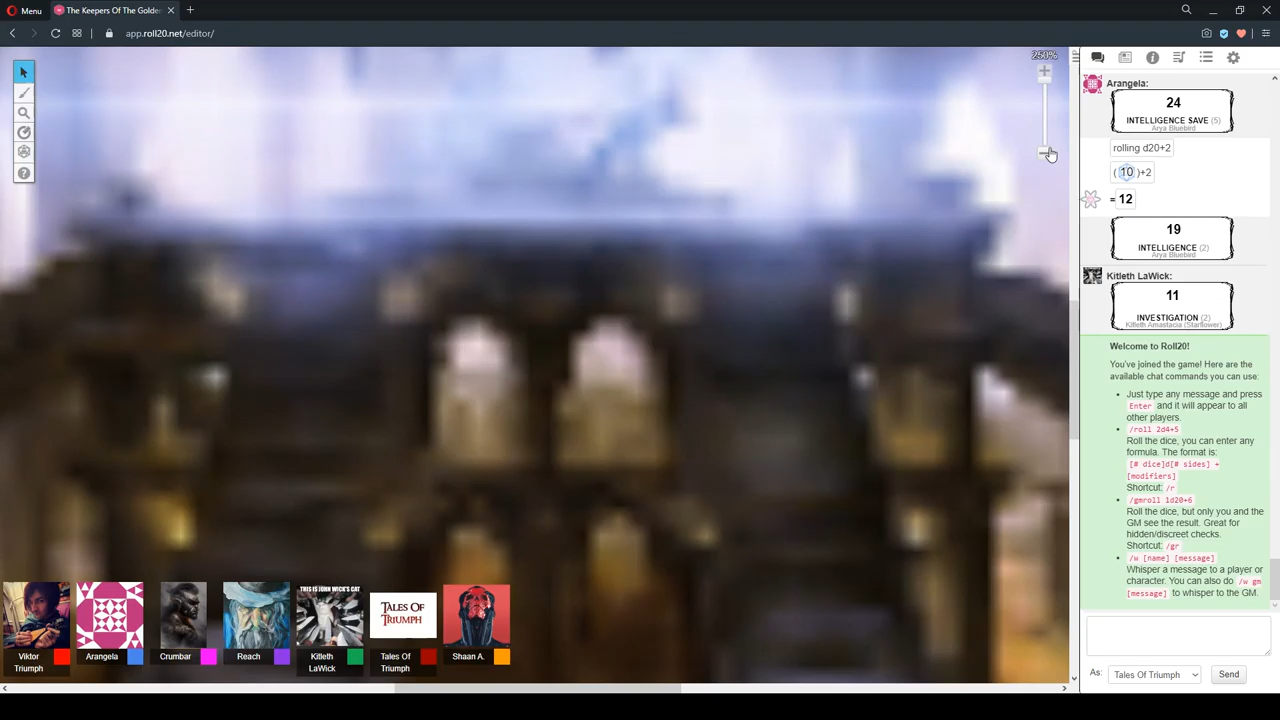 Menu
The Keepers Of The Golden
app.roll20.net/editor/
250%
Arangela:
24
INTELLIGENCE SAVE (5)
Arya Bluebird
rolling d20+2
(10)+2
=12
19
INTELLIGENCE (2)
Arya Bluebird
Kitleth LaWick:
11
INVESTIGATION (2)
Killeth Amastacia (Starflower)
Welcome to Roll20!
You've joined the game! Here are the
available chat commands you can use:
• Just type any message and press
Enter and it will appear to all
other players.
• /roll 2d4+5
Roll the dice, you can enter any
formula. The format is:
[# dice]d[# sides] +
[modifiers]
Shortcut: /r
• /gmroll 1d20+6
Roll the dice, but only you and the
GM see the result. Great for
hidden/discreet checks.
Shortcut: /gr
• /w [name] [message]
Whisper a message to a player or
character. You can also do /w gm
[message] to whisper to the GM.
THIS IS JOHN WICK'S CAT
TALES OF
TRIUMPH
Viktor
Triumph
Arangela
Crumbar
Reach
Kitleth
LaWick
Tales Of
Triumph
Shaan A.
As:
Tales Of Triumph
Send